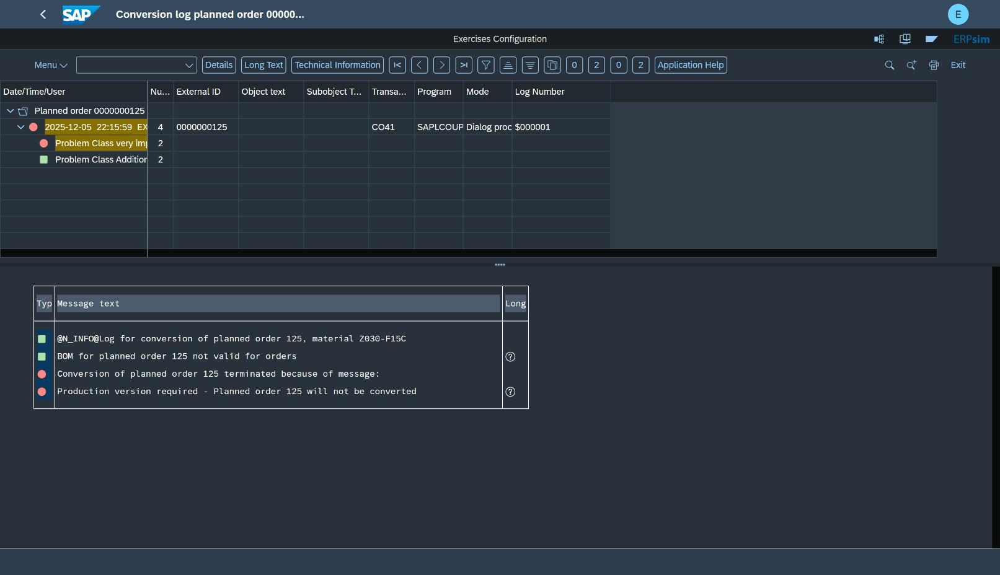 SAP Conversion log planned order 00000... E
Exercises Configuration
ERPsim
Menu Details Long Text Technical Information 0 2 0 2 Application Help Exit
Date/Time/User Nu... External ID Object text Subobject T... Transa... Program Mode Log Number
Planned order 0000000125
2025-12-05 22:15:59 EX 4 0000000125 CO41 SAPLCOUP Dialog proc $000001
Problem Class very imp 2
Problem Class Addition 2
Typ Message text Long
@N_INFO@Log for conversion of planned order 125, material Z030-F15C
BOM for planned order 125 not valid for orders
Conversion of planned order 125 terminated because of message:
Production version required - Planned order 125 will not be converted